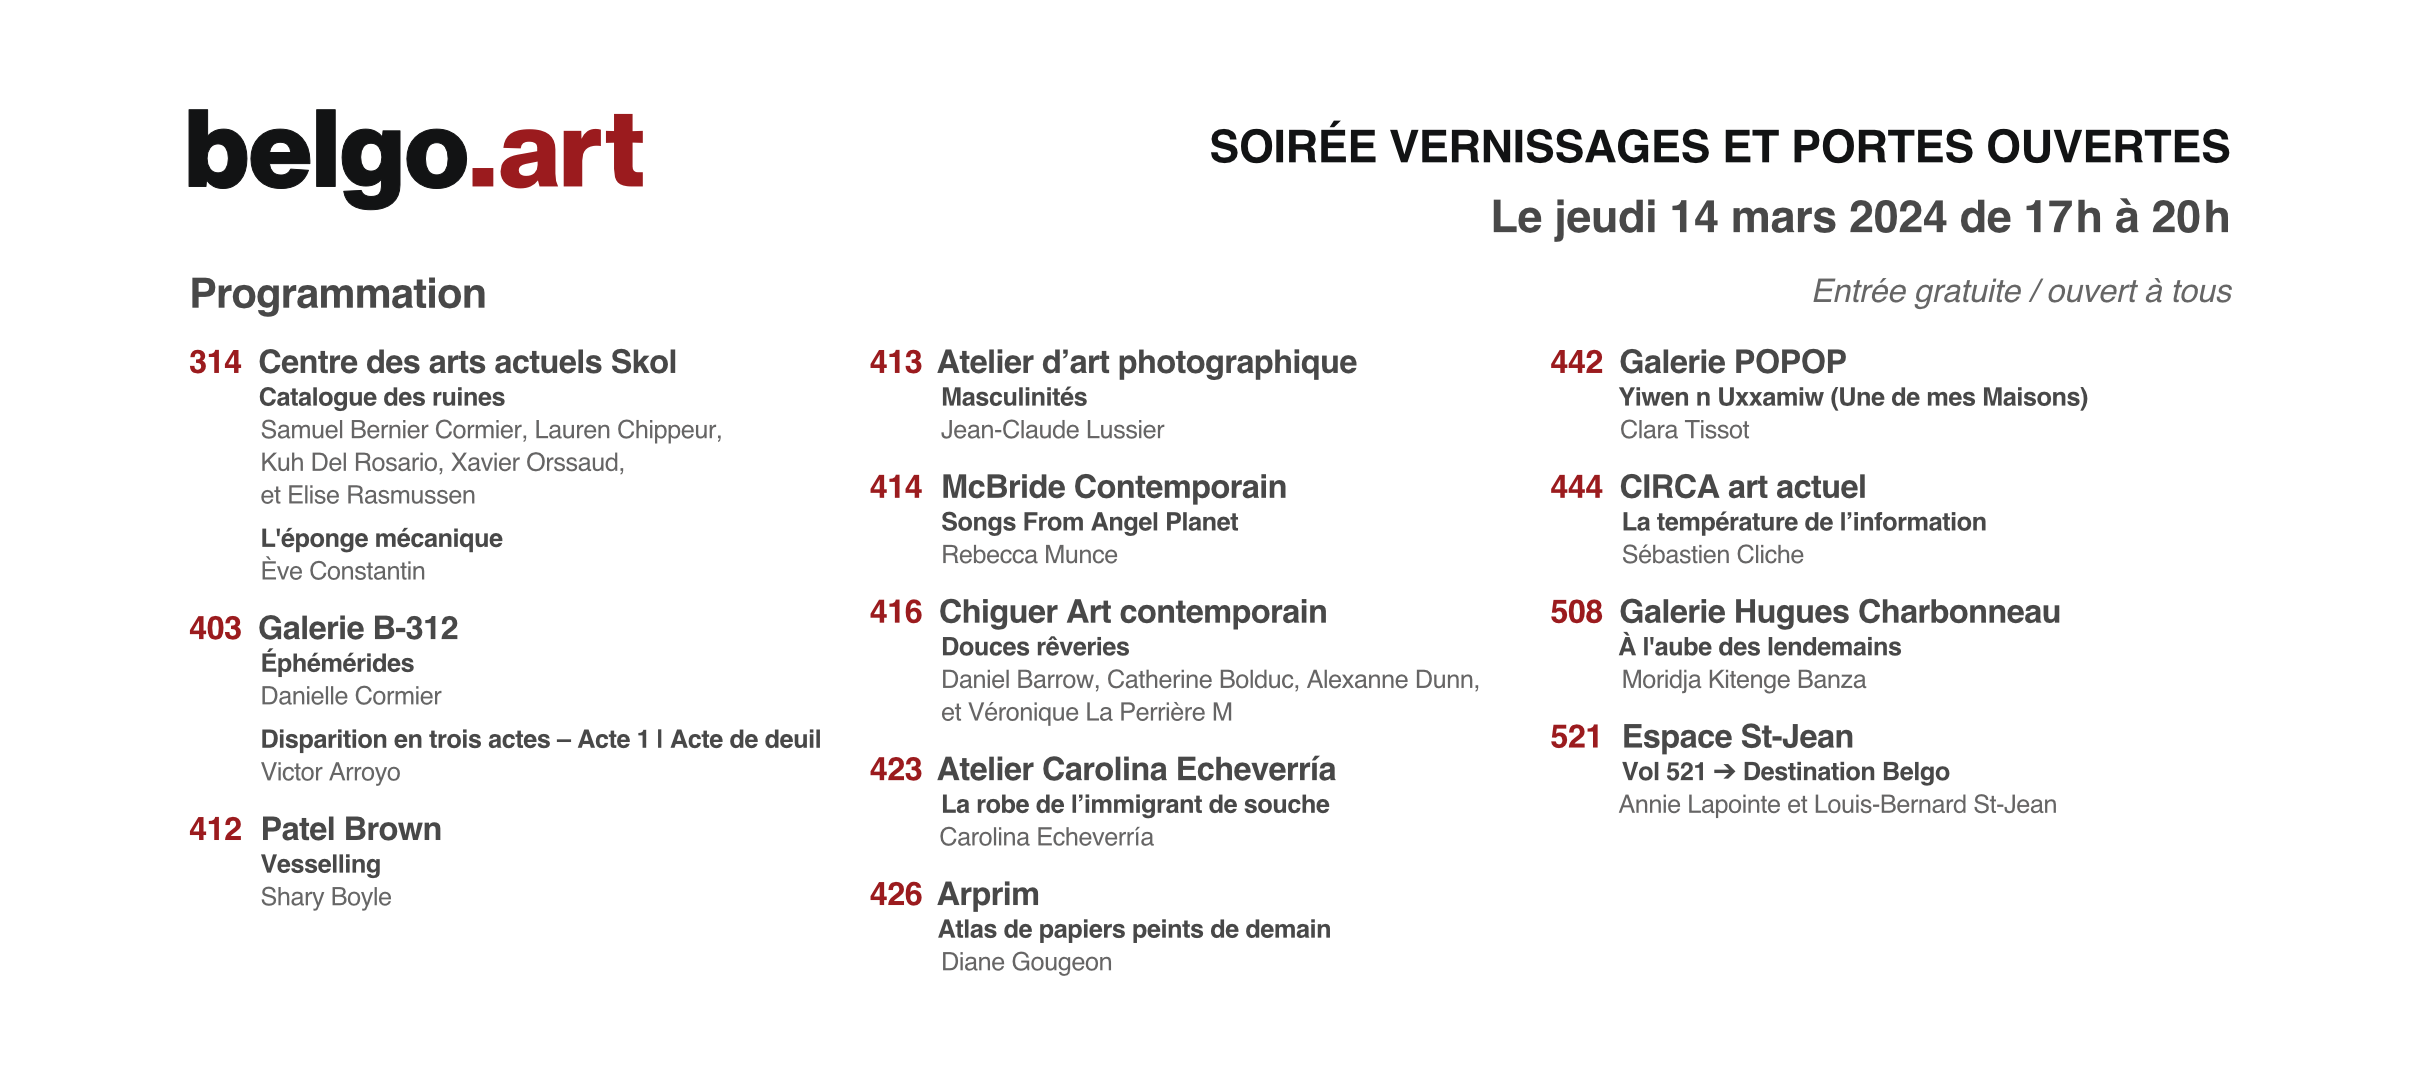 belgo.art
SOIRÉE VERNISSAGES ET PORTES OUVERTES
Le jeudi 14 mars 2024 de 17h à 20h
Programmation
Entrée gratuite / ouvert à tous
314 Centre des arts actuels Skol
Catalogue des ruines
Samuel Bernier Cormier, Lauren Chippeur,
Kuh Del Rosario, Xavier Orssaud,
et Elise Rasmussen
L'éponge mécanique
Ève Constantin
403 Galerie B-312
Éphémérides
Danielle Cormier
Disparition en trois actes – Acte 1 | Acte de deuil
Victor Arroyo
412 Patel Brown
Vesselling
Shary Boyle
413 Atelier d’art photographique
Masculinités
Jean-Claude Lussier
414 McBride Contemporain
Songs From Angel Planet
Rebecca Munce
416 Chiguer Art contemporain
Douces rêveries
Daniel Barrow, Catherine Bolduc, Alexanne Dunn,
et Véronique La Perrière M
423 Atelier Carolina Echeverría
La robe de l’immigrant de souche
Carolina Echeverría
426 Arprim
Atlas de papiers peints de demain
Diane Gougeon
442 Galerie POPOP
Yiwen n Uxxamiw (Une de mes Maisons)
Clara Tissot
444 CIRCA art actuel
La température de l’information
Sébastien Cliche
508 Galerie Hugues Charbonneau
À l'aube des lendemains
Moridja Kitenge Banza
521 Espace St-Jean
Vol 521 ➔ Destination Belgo
Annie Lapointe et Louis-Bernard St-Jean